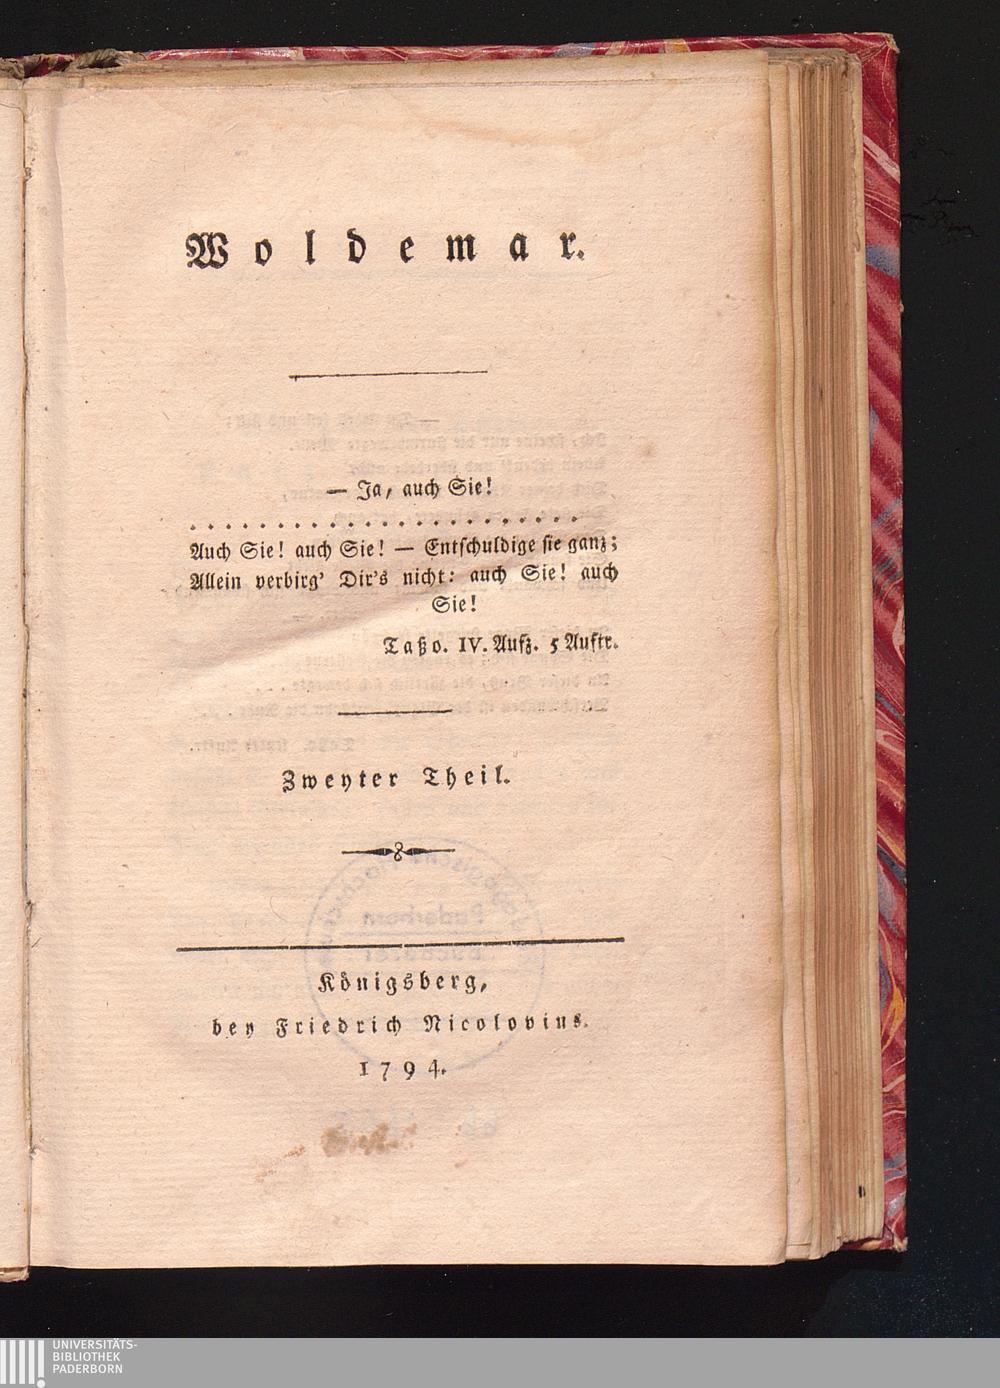 Woldemar.
— Ja, auch Sie!
. . . . . . . . . . . . . . . . . . . . . . . .
Auch Sie! auch Sie! — Entschuldige sie ganz;
Allein verbirg' Dir's nicht: auch Sie! auch
Sie!
Taßo. IV. Aufz. 5 Auftr.
Zweyter Theil.
Königsberg,
bey Friedrich Nicolovius.
1794.
UNIVERSITÄTS-
BIBLIOTHEK
PADERBORN